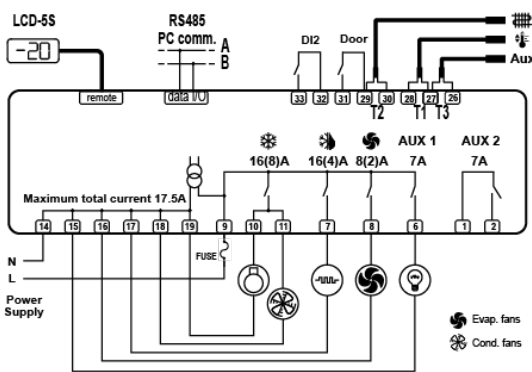 LCD-5S
RS485
PC comm.
A
B
DI2
Door
Aux
-20
remote
data I/O
33 32 31 29 30 28 27 26
T2 T1 T3
16(8)A
16(4)A
8(2)A
AUX 1
7A
AUX 2
7A
Maximum total current 17.5A
14 15 16 17 18 19 9 10 11 7 8 6 1 2
N
L
FUSE
Power
Supply
Evap. fans
Cond. fans